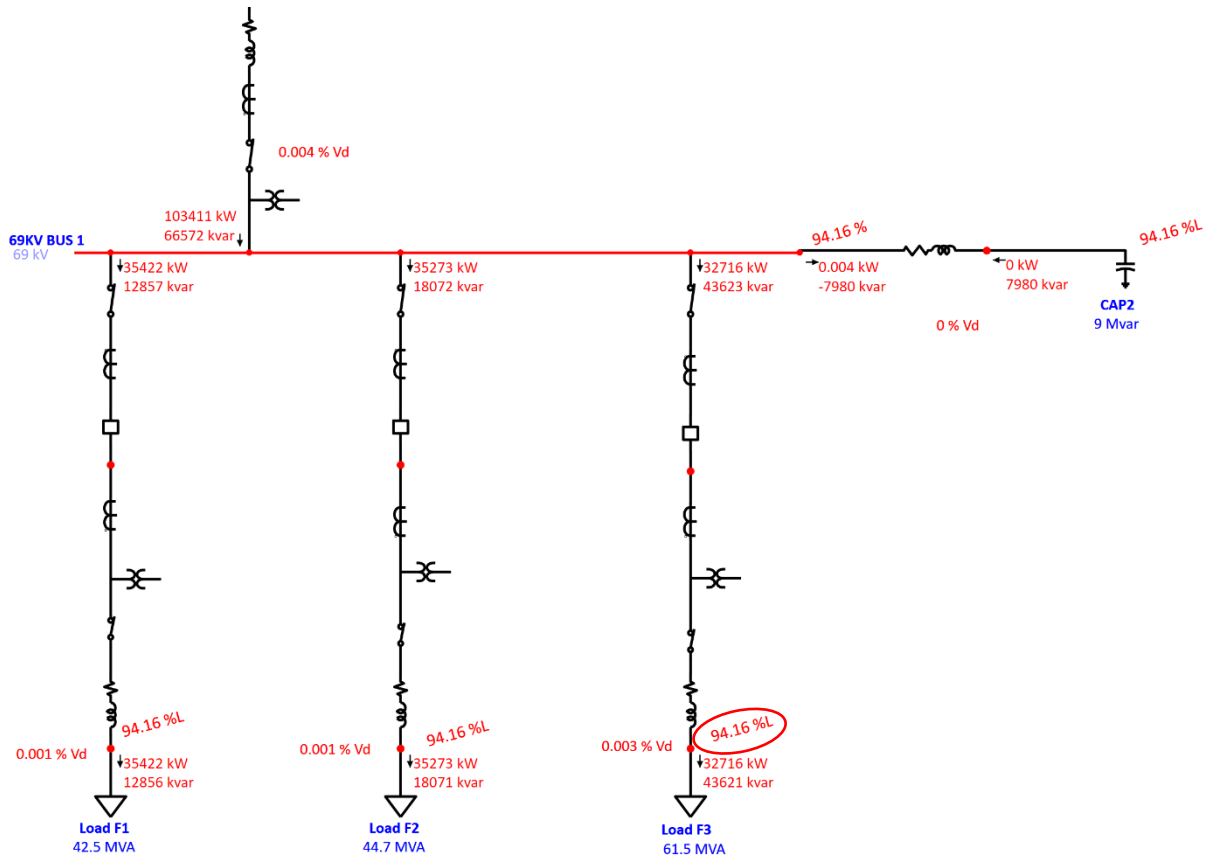 0.004 % Vd
103411 kW
66572 kvar
69KV BUS 1
69 kV
35422 kW
12857 kvar
35273 kW
18072 kvar
32716 kW
43623 kvar
94.16 %
0.004 kW
-7980 kvar
0 kW
7980 kvar
94.16 %L
CAP2
9 Mvar
0 % Vd
94.16 %L
0.001 % Vd
35422 kW
12856 kvar
Load F1
42.5 MVA
94.16 %L
0.001 % Vd
35273 kW
18071 kvar
Load F2
44.7 MVA
94.16 %L
0.003 % Vd
32716 kW
43621 kvar
Load F3
61.5 MVA